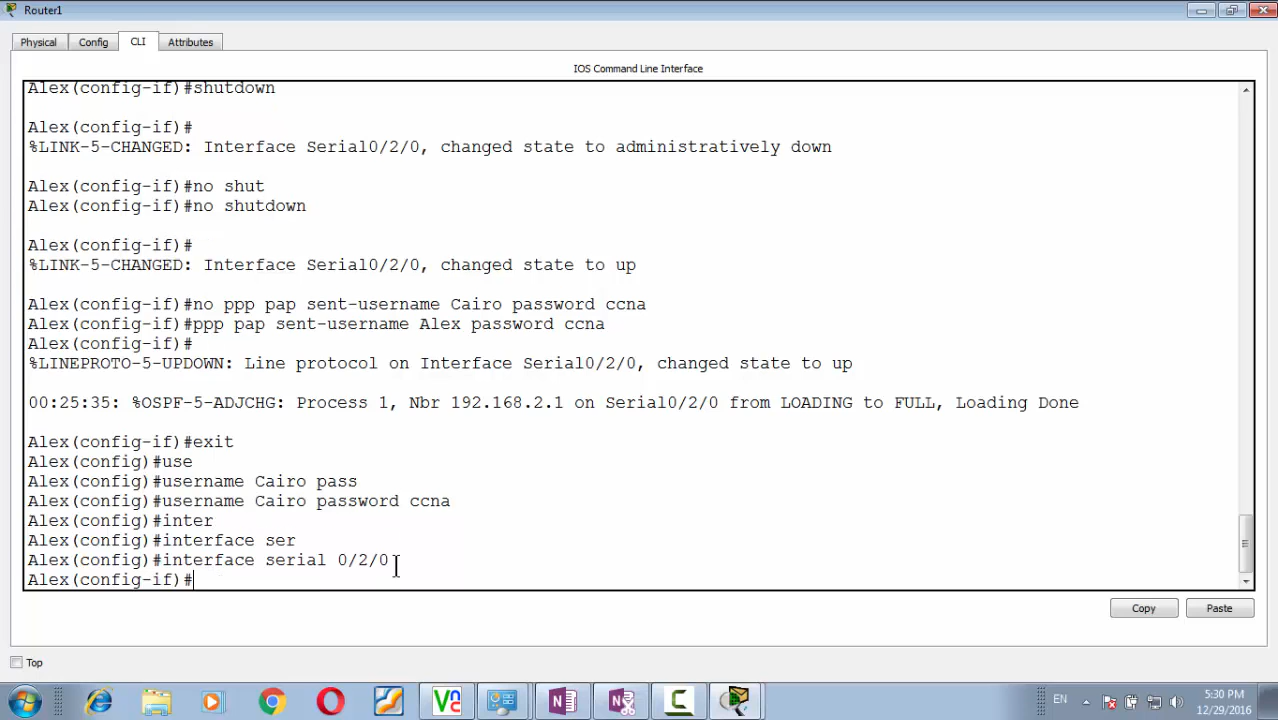 Router1
Physical Config CLI Attributes
IOS Command Line Interface
Alex(config-if)#shutdown
Alex(config-if)#
%LINK-5-CHANGED: Interface Serial0/2/0, changed state to administratively down
Alex(config-if)#no shut
Alex(config-if)#no shutdown
Alex(config-if)#
%LINK-5-CHANGED: Interface Serial0/2/0, changed state to up
Alex(config-if)#no ppp pap sent-username Cairo password ccna
Alex(config-if)#ppp pap sent-username Alex password ccna
Alex(config-if)#
%LINEPROTO-5-UPDOWN: Line protocol on Interface Serial0/2/0, changed state to up
00:25:35: %OSPF-5-ADJCHG: Process 1, Nbr 192.168.2.1 on Serial0/2/0 from LOADING to FULL, Loading Done
Alex(config-if)#exit
Alex(config)#use
Alex(config)#username Cairo pass
Alex(config)#username Cairo password ccna
Alex(config)#inter
Alex(config)#interface ser
Alex(config)#interface serial 0/2/0
Alex(config-if)#
Copy Paste
Top
EN
5:30 PM
12/29/2016